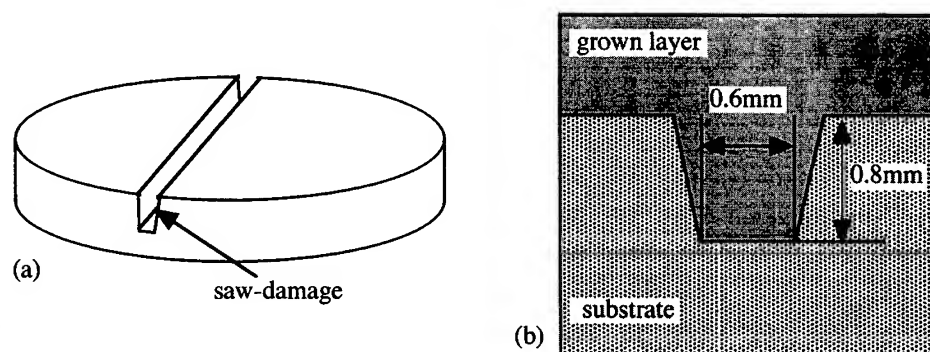 (a)
saw-damage
grown layer
0.6mm
0.8mm
substrate
(b)